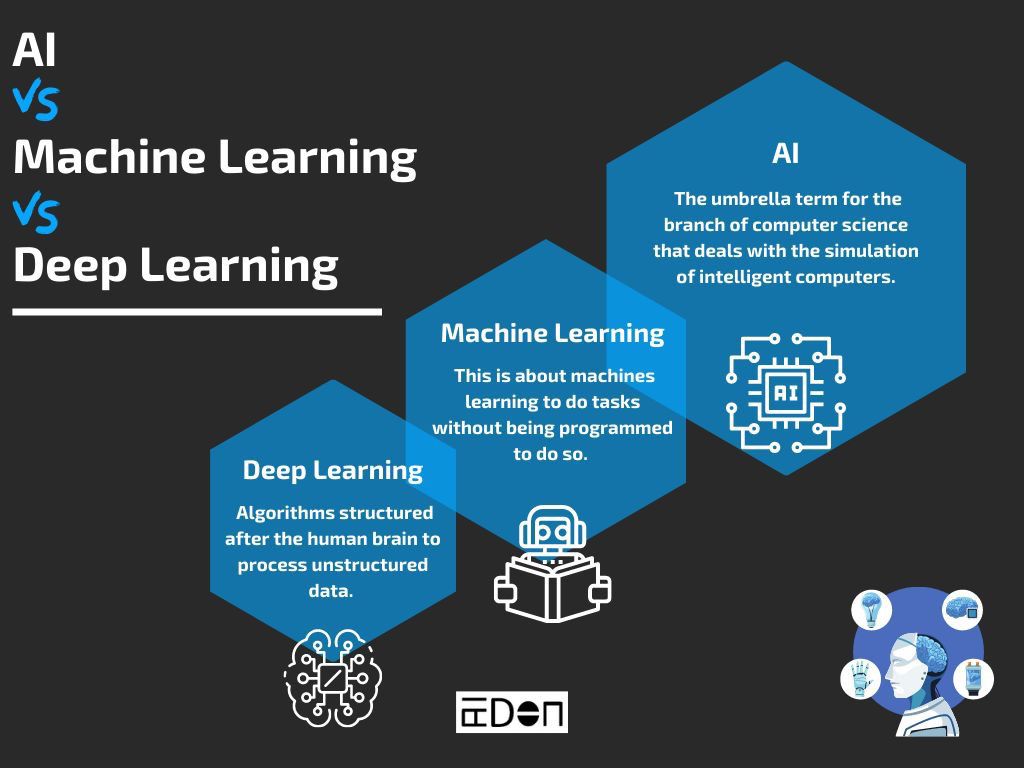 AI
VS
Machine Learning
VS
Deep Learning
AI
The umbrella term for the
branch of computer science
that deals with the simulation
of intelligent computers.
AI
Machine Learning
This is about machines
learning to do tasks
without being programmed
to do so.
Deep Learning
Algorithms structured
after the human brain to
process unstructured
data.